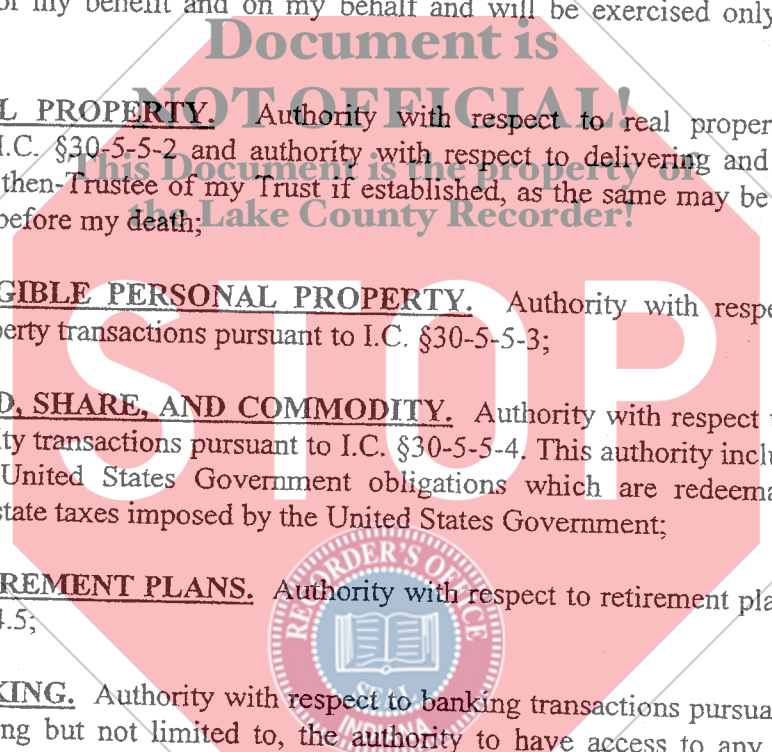 of my benefit and on my behalf and will be exercised only
Document is
NOT OFFICIAL!
L PROPERTY. Authority with respect to real proper
I.C. §30-5-5-2 and authority with respect to delivering and
This Document is the property of
then-Trustee of my Trust if established, as the same may be
the Lake County Recorder!
before my death;
GIBLE PERSONAL PROPERTY. Authority with respe
perty transactions pursuant to I.C. §30-5-5-3;
STOP
D, SHARE, AND COMMODITY. Authority with respect t
ity transactions pursuant to I.C. §30-5-5-4. This authority inclu
United States Government obligations which are redeema
state taxes imposed by the United States Government;
RECORDER'S OFFICE
REMENT PLANS. Authority with respect to retirement pla
4.5;
SEAL
KING. Authority with respect to banking transactions pursua
INDIANA
ng but not limited to, the authority to have access to any